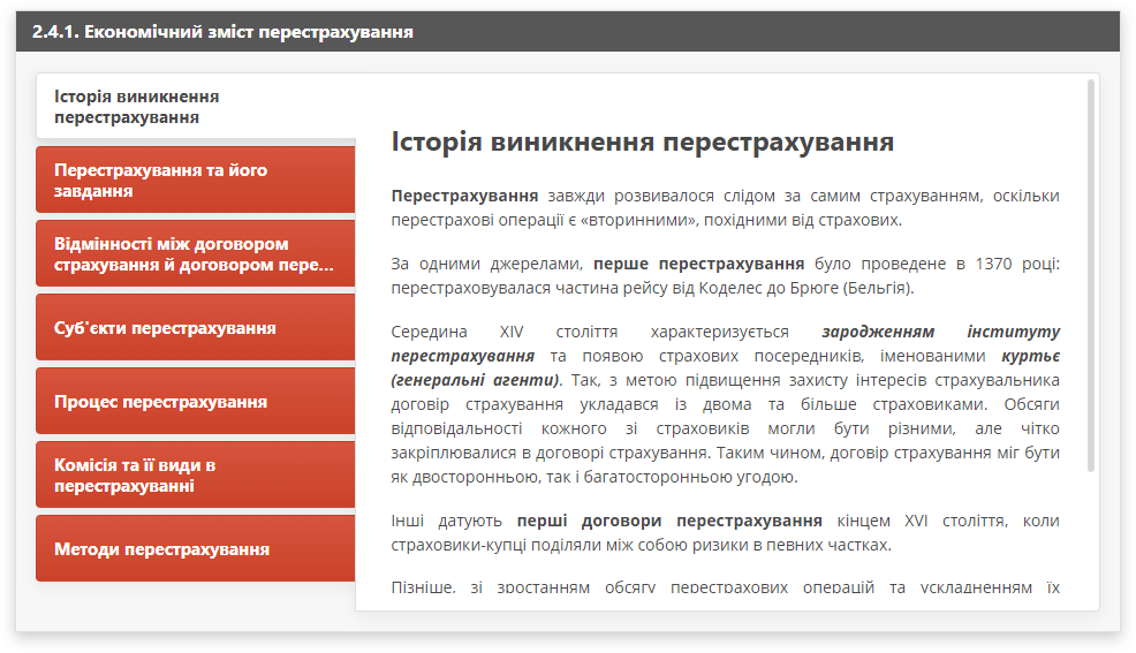 2.4.1. Економічний зміст перестрахування
Історія виникнення
перестрахування
Перестрахування та його
завдання
Відмінності між договором
страхування й договором пере...
Суб'єкти перестрахування
Процес перестрахування
Комісія та її види в
перестрахуванні
Методи перестрахування
Історія виникнення перестрахування
Перестрахування завжди розвивалося слідом за самим страхуванням, оскільки
перестрахові операції є «вторинними», похідними від страхових.
За одними джерелами, перше перестрахування було проведене в 1370 році:
перестраховувалася частина рейсу від Коделес до Брюге (Бельгія).
Середина XIV століття характеризується зародженням інституту
перестрахування та появою страхових посередників, іменованими куртьє
(генеральні агенти). Так, з метою підвищення захисту інтересів страхувальника
договір страхування укладався із двома та більше страховиками. Обсяги
відповідальності кожного зі страховиків могли бути різними, але чітко
закріплювалися в договорі страхування. Таким чином, договір страхування міг бути
як двосторонньою, так і багатосторонньою угодою.
Інші датують перші договори перестрахування кінцем XVI століття, коли
страховики-купці поділяли між собою ризики в певних частках.
Пізніше, зі зростанням обсягу перестрахових операцій та ускладненням їх